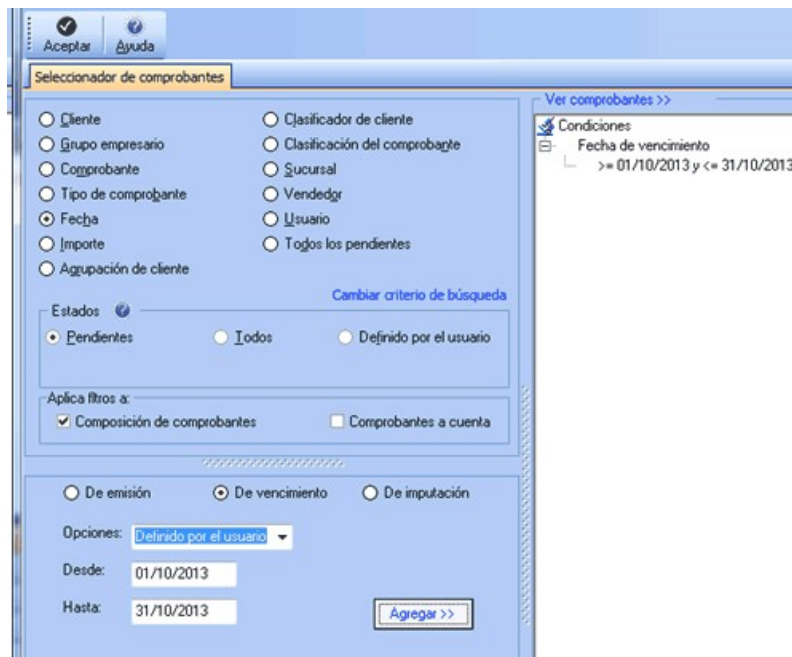 Aceptar Ayuda
Seleccionador de comprobantes
Cliente
Grupo empresario
Comprobante
Tipo de comprobante
Fecha
Importe
Agrupación de cliente
Clasificador de cliente
Clasificación del comprobante
Sucursal
Vendedor
Usuario
Todos los pendientes
Cambiar criterio de búsqueda
Estados
Pendientes Todos Definido por el usuario
Aplica filtros a:
Composición de comprobantes Comprobantes a cuenta
De emisión De vencimiento De imputación
Opciones: Definido por el usuario
Desde: 01/10/2013
Hasta: 31/10/2013
Agregar >>
Ver comprobantes >>
Condiciones
Fecha de vencimiento
>= 01/10/2013 y <= 31/10/2013